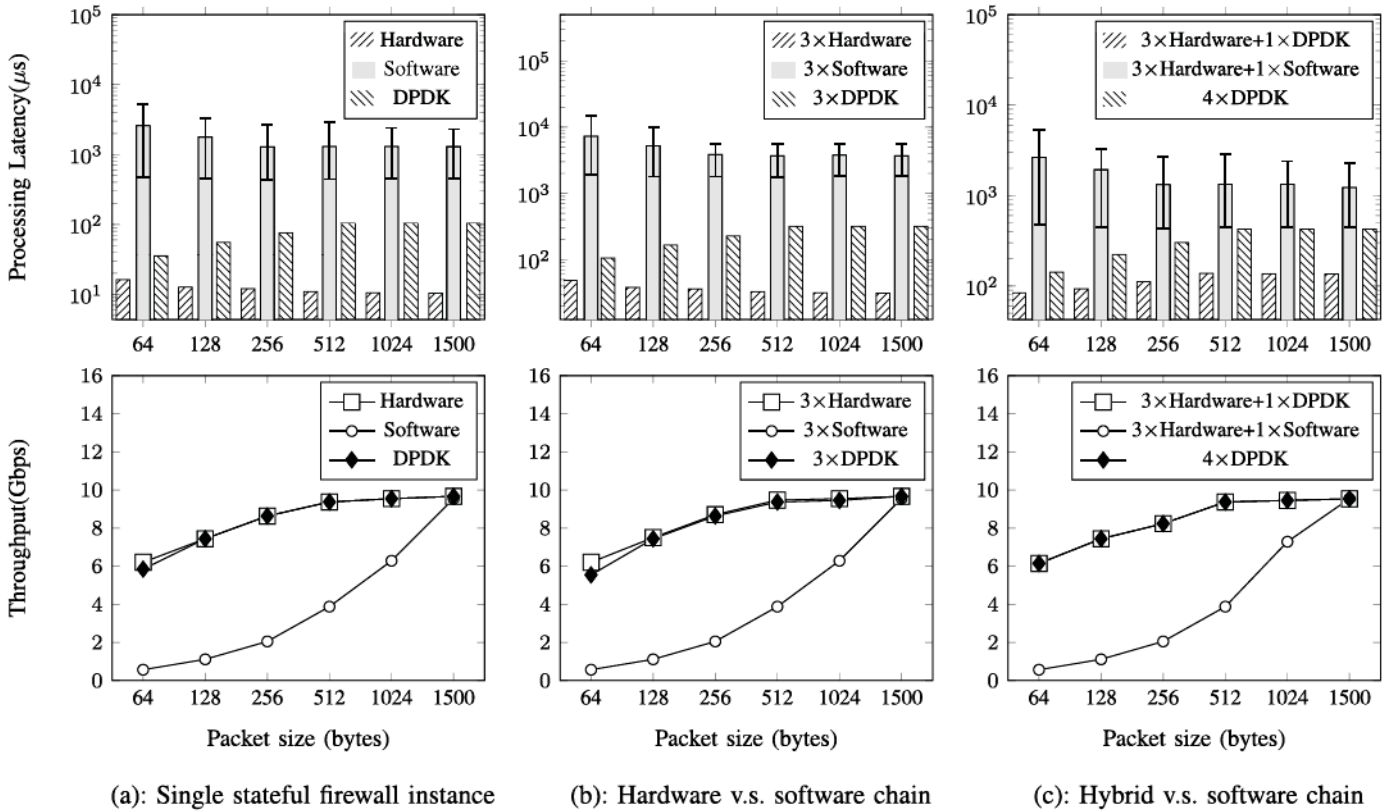 Processing Latency(μs)
10^5
10^4
10^3
10^2
10^1
Hardware
Software
DPDK
64 128 256 512 1024 1500
10^5
10^4
10^3
10^2
3×Hardware
3×Software
3×DPDK
64 128 256 512 1024 1500
10^5
10^4
10^3
10^2
3×Hardware+1×DPDK
3×Hardware+1×Software
4×DPDK
64 128 256 512 1024 1500
Throughput(Gbps)
16
14
12
10
8
6
4
2
0
Hardware
Software
DPDK
64 128 256 512 1024 1500
Packet size (bytes)
16
14
12
10
8
6
4
2
0
3×Hardware
3×Software
3×DPDK
64 128 256 512 1024 1500
Packet size (bytes)
16
14
12
10
8
6
4
2
0
3×Hardware+1×DPDK
3×Hardware+1×Software
4×DPDK
64 128 256 512 1024 1500
Packet size (bytes)
(a): Single stateful firewall instance
(b): Hardware v.s. software chain
(c): Hybrid v.s. software chain